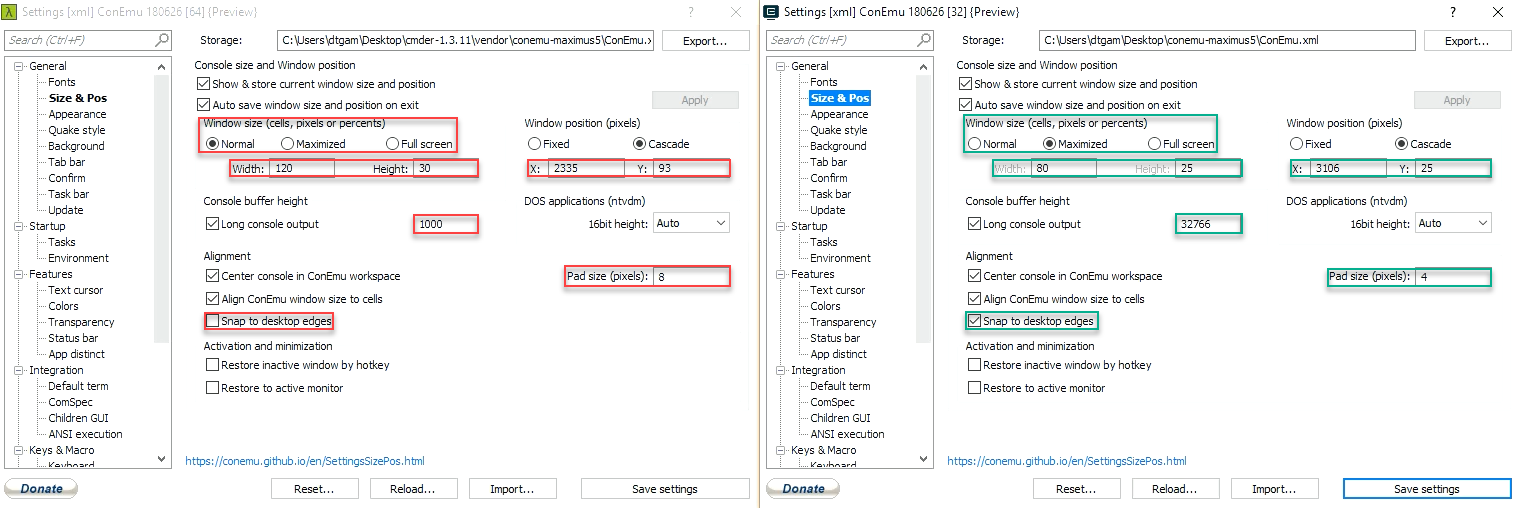 Settings [xml] ConEmu 180626 [64] {Preview}
Search (Ctrl+F)
Storage:
C:\Users\dtgam\Desktop\cmder-1.3.11\vendor\conemu-maximus5\ConEmu.x
Export...
General
Fonts
Size & Pos
Appearance
Quake style
Background
Tab bar
Confirm
Task bar
Update
Startup
Tasks
Environment
Features
Text cursor
Colors
Transparency
Status bar
App distinct
Integration
Default term
ComSpec
Children GUI
ANSI execution
Keys & Macro
Keyboard
Console size and Window position
Show & store current window size and position
Auto save window size and position on exit
Apply
Window size (cells, pixels or percents)
Normal Maximized Full screen
Width: 120 Height: 30
Window position (pixels)
Fixed Cascade
X: 2335 Y: 93
Console buffer height
Long console output 1000
DOS applications (ntvdm)
16bit height: Auto
Alignment
Center console in ConEmu workspace
Pad size (pixels): 8
Align ConEmu window size to cells
Snap to desktop edges
Activation and minimization
Restore inactive window by hotkey
Restore to active monitor
https://conemu.github.io/en/SettingsSizePos.html
Donate
Reset...
Reload...
Import...
Save settings
Settings [xml] ConEmu 180626 [32] {Preview}
Search (Ctrl+F)
Storage:
C:\Users\dtgam\Desktop\conemu-maximus5\ConEmu.xml
Export...
General
Fonts
Size & Pos
Appearance
Quake style
Background
Tab bar
Confirm
Task bar
Update
Startup
Tasks
Environment
Features
Text cursor
Colors
Transparency
Status bar
App distinct
Integration
Default term
ComSpec
Children GUI
ANSI execution
Keys & Macro
Keyboard
Console size and Window position
Show & store current window size and position
Auto save window size and position on exit
Apply
Window size (cells, pixels or percents)
Normal Maximized Full screen
Width: 80 Height: 25
Window position (pixels)
Fixed Cascade
X: 3106 Y: 25
Console buffer height
Long console output 32766
DOS applications (ntvdm)
16bit height: Auto
Alignment
Center console in ConEmu workspace
Pad size (pixels): 4
Align ConEmu window size to cells
Snap to desktop edges
Activation and minimization
Restore inactive window by hotkey
Restore to active monitor
https://conemu.github.io/en/SettingsSizePos.html
Donate
Reset...
Reload...
Import...
Save settings